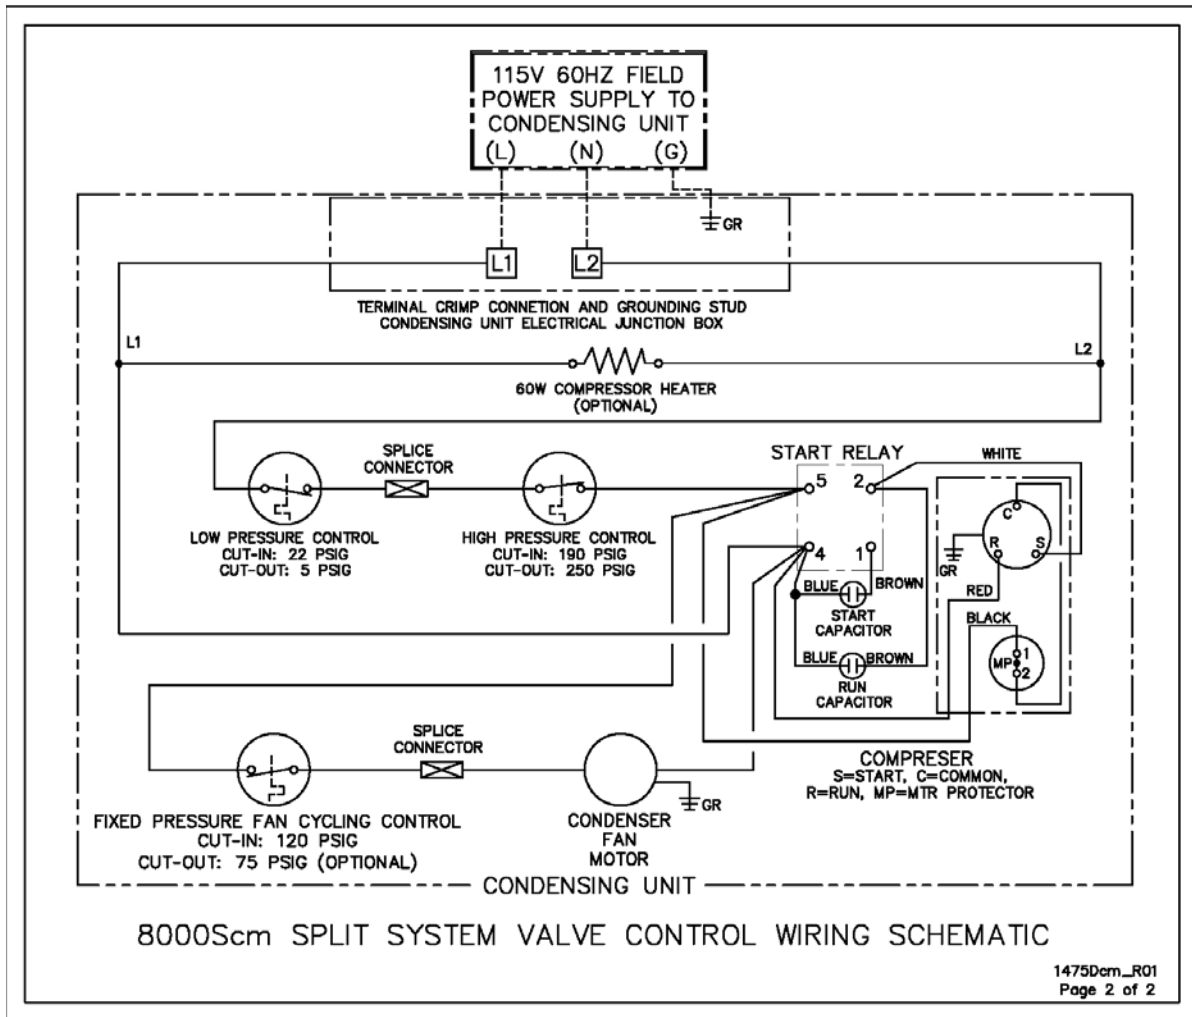 115V 60HZ FIELD
POWER SUPPLY TO
CONDENSING UNIT
(L) (N) (G)
GR
L1 L2
TERMINAL CRIMP CONNETION AND GROUNDING STUD
CONDENSING UNIT ELECTRICAL JUNCTION BOX
L1
L2
60W COMPRESSOR HEATER
(OPTIONAL)
SPLICE
CONNECTOR
LOW PRESSURE CONTROL
CUT-IN: 22 PSIG
CUT-OUT: 5 PSIG
HIGH PRESSURE CONTROL
CUT-IN: 190 PSIG
CUT-OUT: 250 PSIG
START RELAY
5 2
4 1
WHITE
C
R S
GR
BLUE BROWN
START
CAPACITOR
RED
BLACK
BLUE BROWN
RUN
CAPACITOR
1
MP
2
COMPRESER
S=START, C=COMMON,
R=RUN, MP=MTR PROTECTOR
SPLICE
CONNECTOR
GR
FIXED PRESSURE FAN CYCLING CONTROL
CUT-IN: 120 PSIG
CUT-OUT: 75 PSIG (OPTIONAL)
CONDENSER
FAN
MOTOR
CONDENSING UNIT
8000Scm SPLIT SYSTEM VALVE CONTROL WIRING SCHEMATIC
1475Dcm_R01
Page 2 of 2